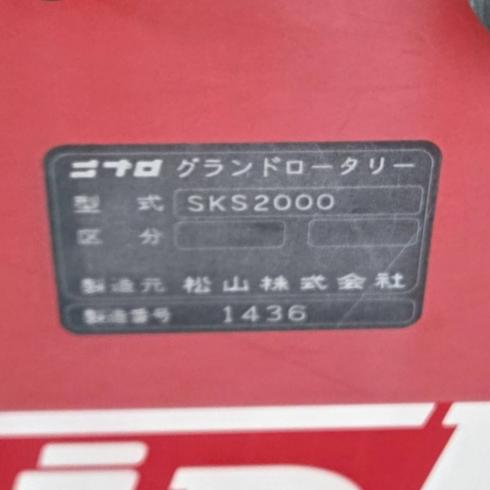 ニプロ グランドロータリー
型式 SKS2000
区分
製造元 松山株式会社
製造番号 1436